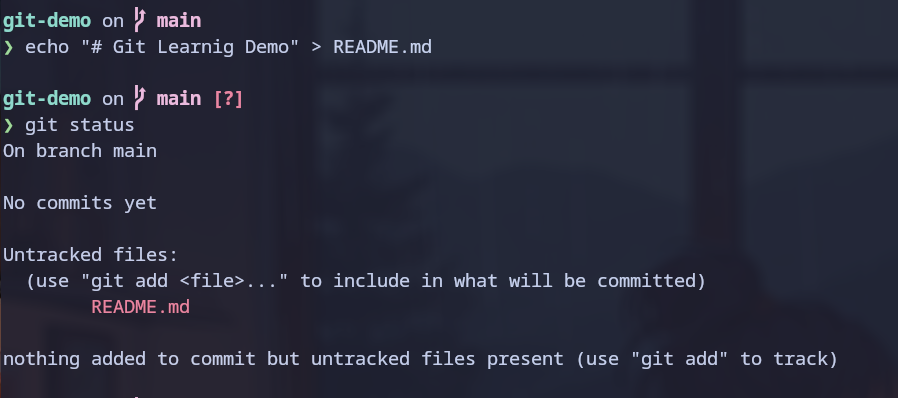 git-demo on main
❯ echo "# Git Learnig Demo" > README.md
git-demo on main [?]
❯ git status
On branch main
No commits yet
Untracked files:
(use "git add <file>..." to include in what will be committed)
README.md
nothing added to commit but untracked files present (use "git add" to track)